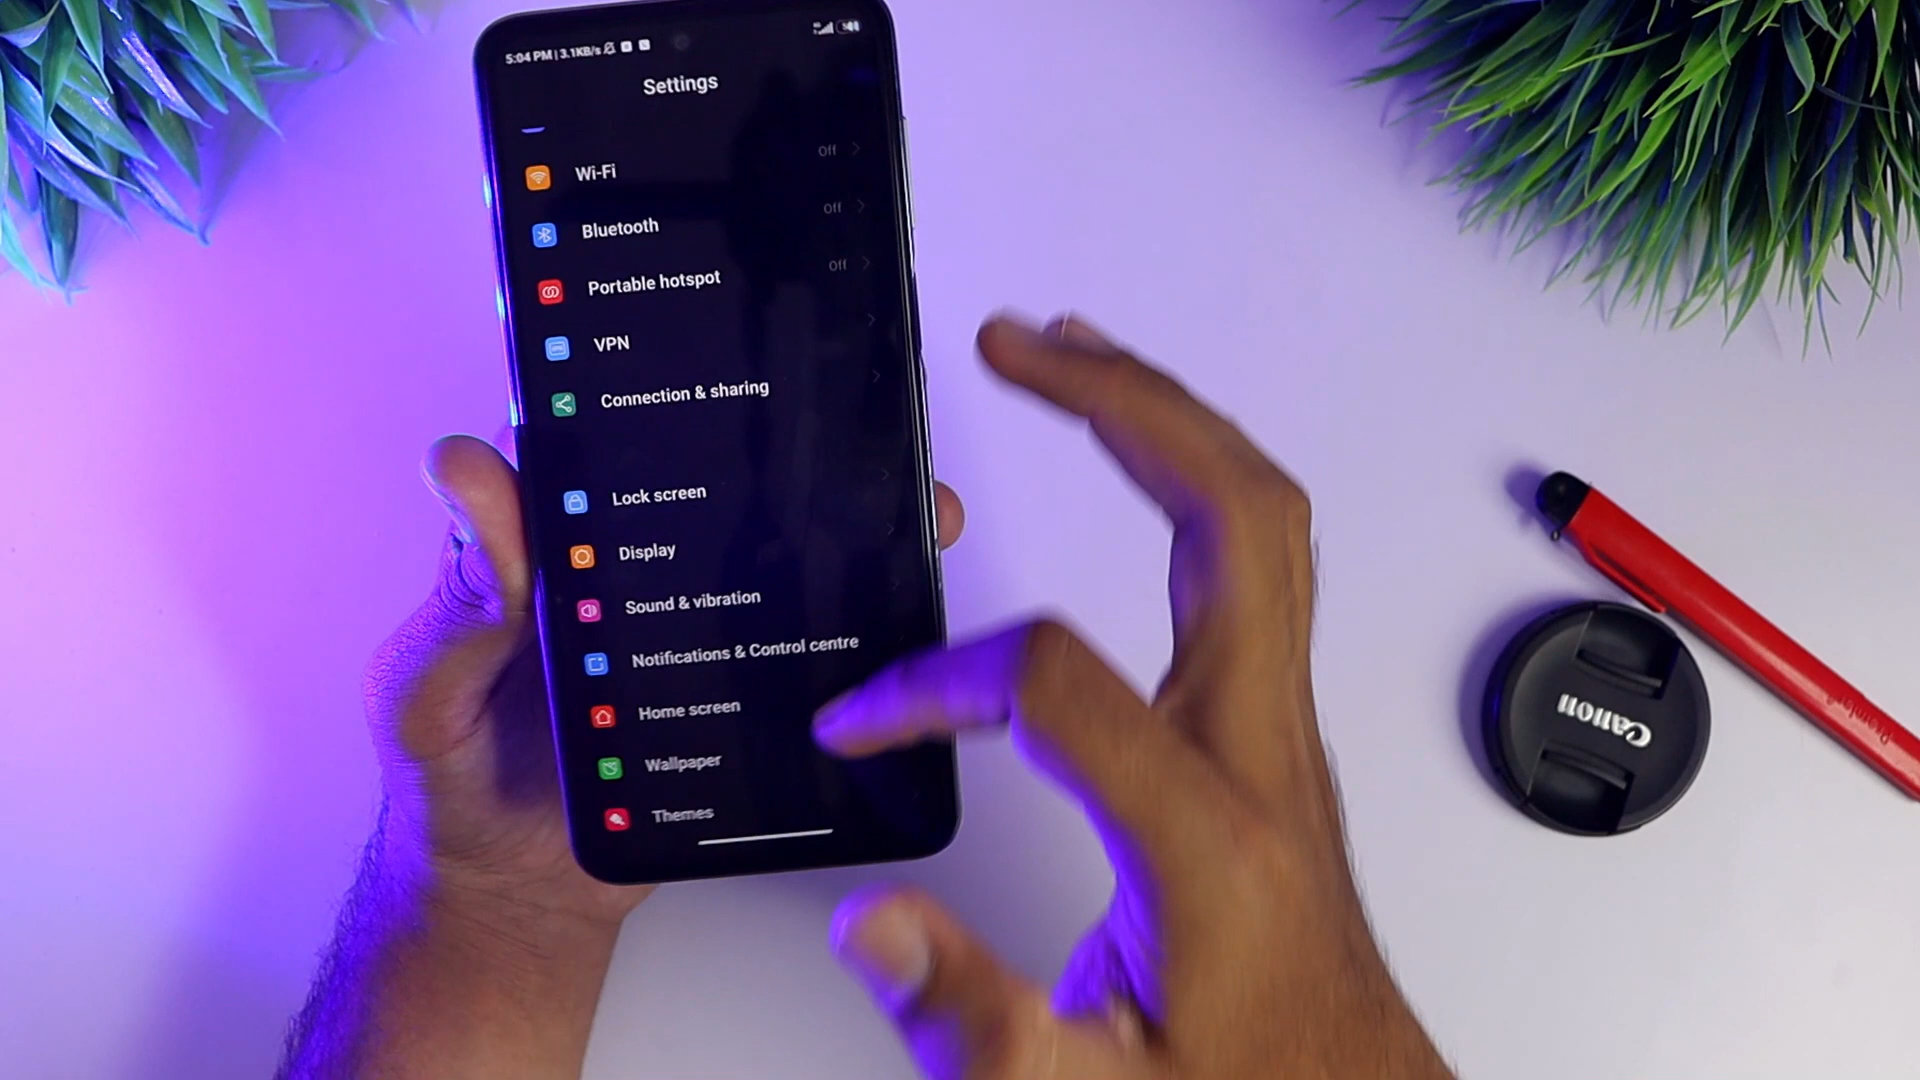 5:04 PM | 3.1KB/s
Settings
Wi-Fi
Off
Bluetooth
Off
Portable hotspot
Off
VPN
Connection & sharing
Lock screen
Display
Sound & vibration
Notifications & Control centre
Home screen
Wallpaper
Themes
Canon